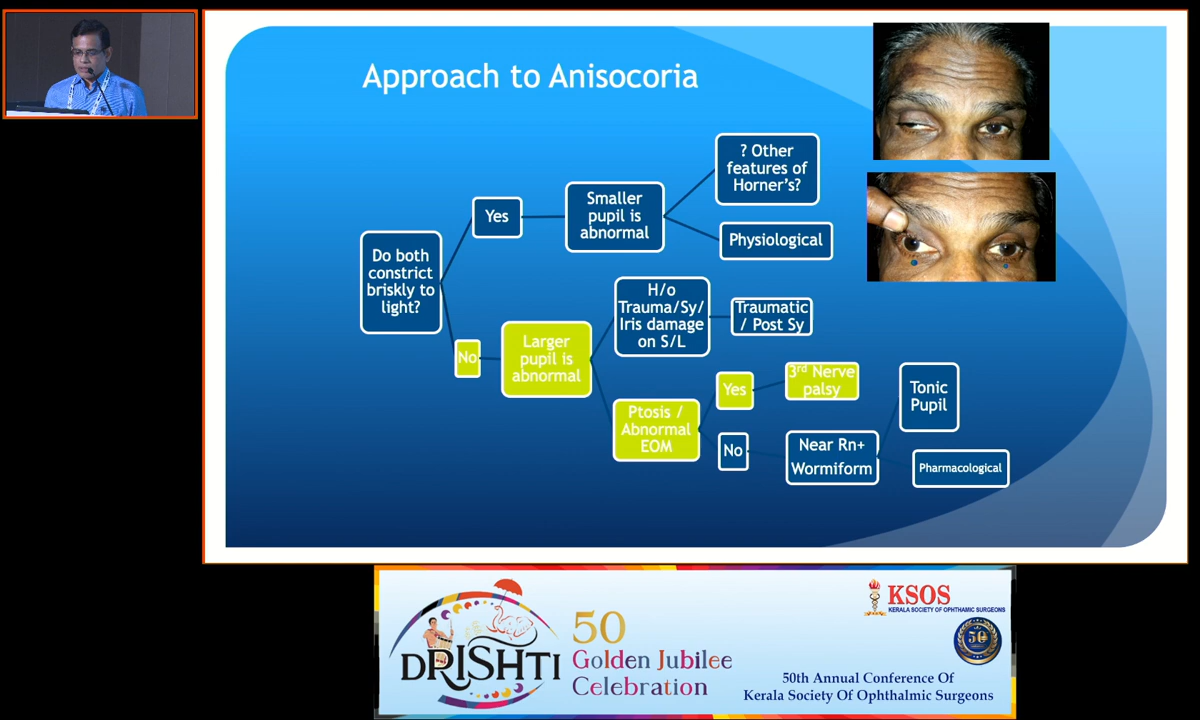 Approach to Anisocoria
Do both
constrict
briskly to
light?
Yes
Smaller
pupil is
abnormal
? Other
features of
Horner's?
Physiological
No
Larger
pupil is
abnormal
H/o
Trauma/Sy/
Iris damage
on S/L
Traumatic
/ Post Sy
Ptosis /
Abnormal
EOM
Yes
3rd Nerve
palsy
No
Near Rn+
Wormiform
Tonic
Pupil
Pharmacological
DRISHTI
50
Golden Jubilee
Celebration
KSOS
KERALA SOCIETY OF OPHTHAMIC SURGEONS
50
50th Annual Conference Of
Kerala Society Of Ophthalmic Surgeons